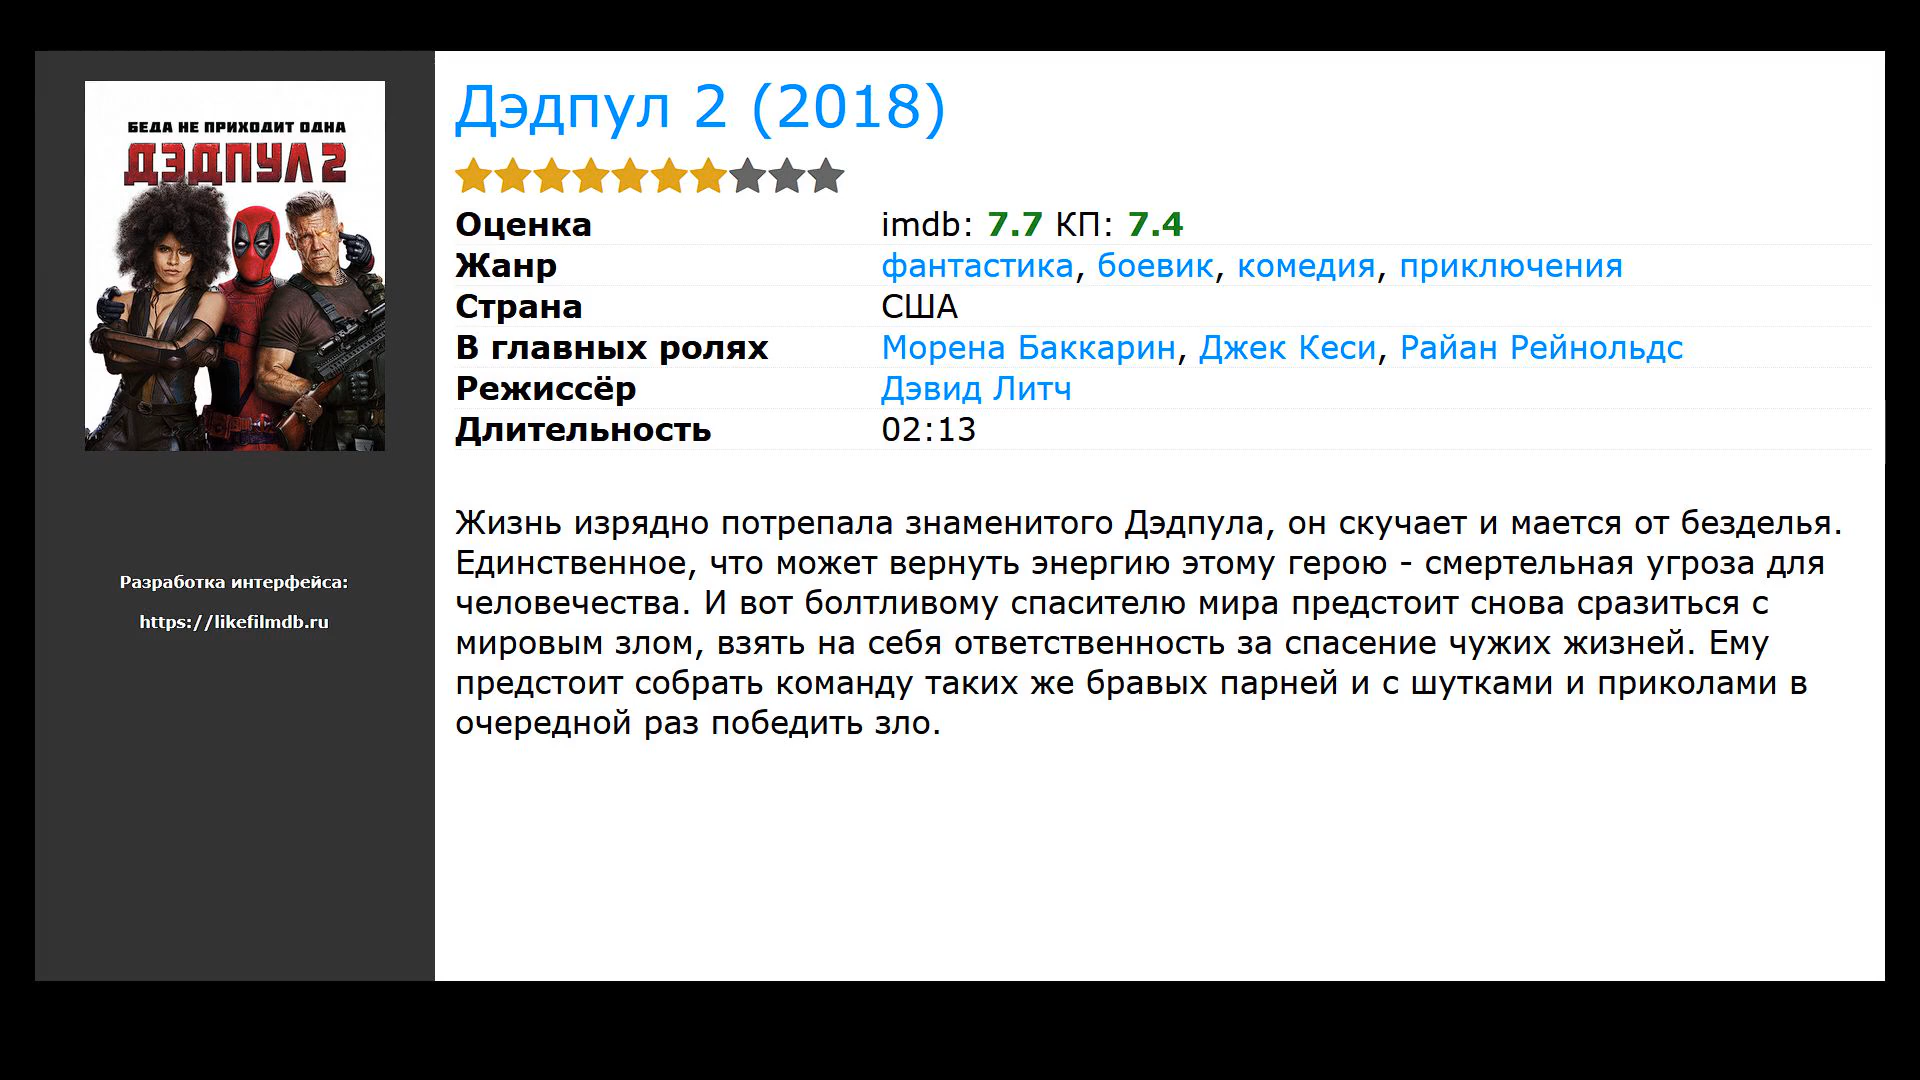 БЕДА НЕ ПРИХОДИТ ОДНА
ДЭДПУЛ 2
Разработка интерфейса:
https://likefilmdb.ru
Дэдпул 2 (2018)
Оценка imdb: 7.7 КП: 7.4
Жанр фантастика, боевик, комедия, приключения
Страна США
В главных ролях Морена Баккарин, Джек Кеси, Райан Рейнольдс
Режиссёр Дэвид Литч
Длительность 02:13
Жизнь изрядно потрепала знаменитого Дэдпула, он скучает и мается от безделья.
Единственное, что может вернуть энергию этому герою - смертельная угроза для
человечества. И вот болтливому спасителю мира предстоит снова сразиться с
мировым злом, взять на себя ответственность за спасение чужих жизней. Ему
предстоит собрать команду таких же бравых парней и с шутками и приколами в
очередной раз победить зло.